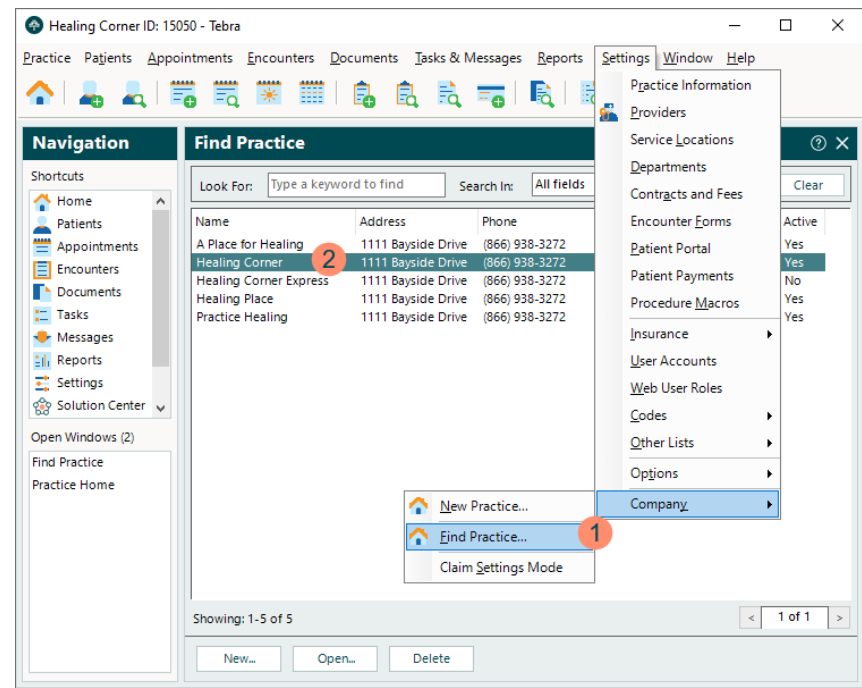 Healing Corner ID: 15050 - Tebra
Practice Patients Appointments Encounters Documents Tasks & Messages Reports Settings Window Help
Navigation
Shortcuts
Home
Patients
Appointments
Encounters
Documents
Tasks
Messages
Reports
Settings
Solution Center
Open Windows (2)
Find Practice
Practice Home
Find Practice
Look For: Type a keyword to find Search In: All fields Clear
Name Address Phone Active
A Place for Healing 1111 Bayside Drive (866) 938-3272 Yes
Healing Corner 2 1111 Bayside Drive (866) 938-3272 Yes
Healing Corner Express 1111 Bayside Drive (866) 938-3272 No
Healing Place 1111 Bayside Drive (866) 938-3272 Yes
Practice Healing 1111 Bayside Drive (866) 938-3272 Yes
Practice Information
Providers
Service Locations
Departments
Contracts and Fees
Encounter Forms
Patient Portal
Patient Payments
Procedure Macros
Insurance
User Accounts
Web User Roles
Codes
Other Lists
Options
Company
New Practice...
Find Practice... 1
Claim Settings Mode
Showing: 1-5 of 5 < 1 of 1 >
New... Open... Delete